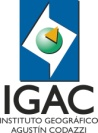 IGAC
INSTITUTO GEOGRÁFICO
AGUSTÍN CODAZZI